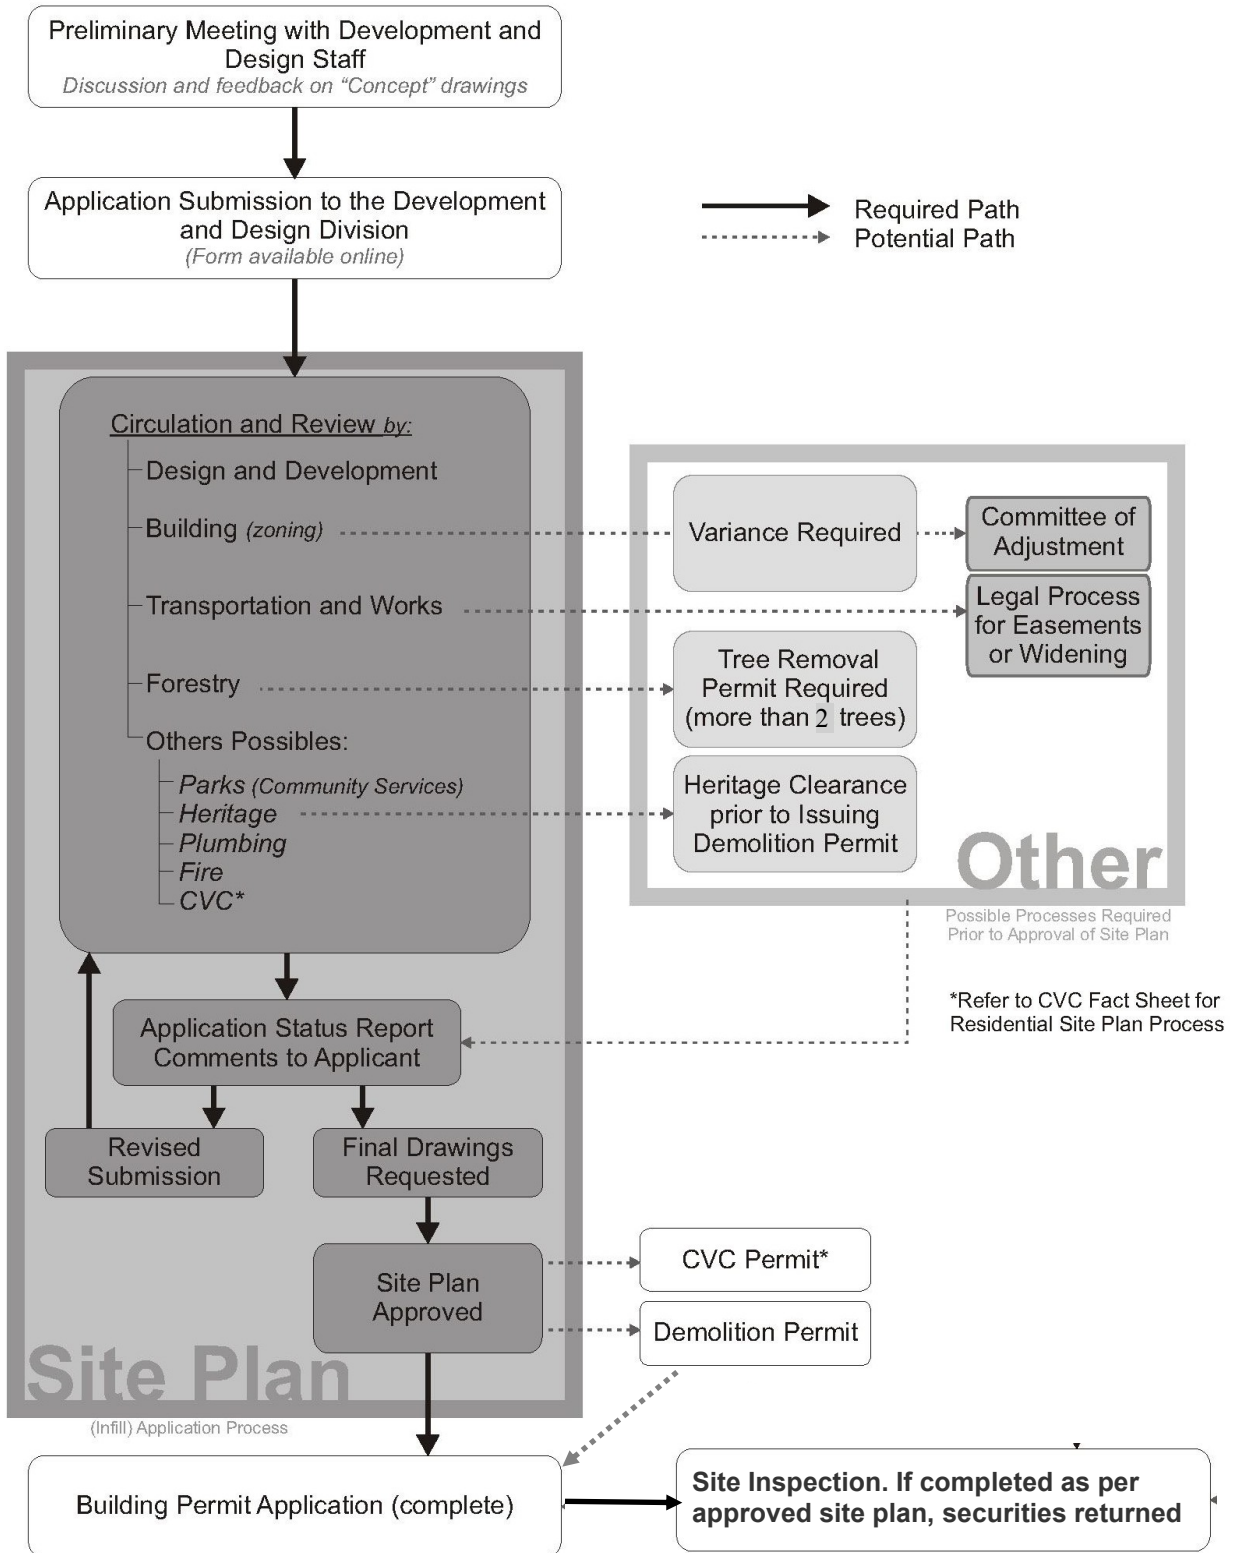 Preliminary Meeting with Development and
Design Staff
Discussion and feedback on “Concept” drawings
Application Submission to the Development
and Design Division
(Form available online)
Required Path
Potential Path
Circulation and Review by:
Design and Development
Building (zoning)
Transportation and Works
Forestry
Others Possibles:
Parks (Community Services)
Heritage
Plumbing
Fire
CVC*
Variance Required
Committee of
Adjustment
Legal Process
for Easements
or Widening
Tree Removal
Permit Required
(more than 2 trees)
Heritage Clearance
prior to Issuing
Demolition Permit
Other
Possible Processes Required
Prior to Approval of Site Plan
*Refer to CVC Fact Sheet for
Residential Site Plan Process
Application Status Report
Comments to Applicant
Revised
Submission
Final Drawings
Requested
Site Plan
Approved
CVC Permit*
Demolition Permit
Site Plan
(Infill) Application Process
Building Permit Application (complete)
Site Inspection. If completed as per
approved site plan, securities returned